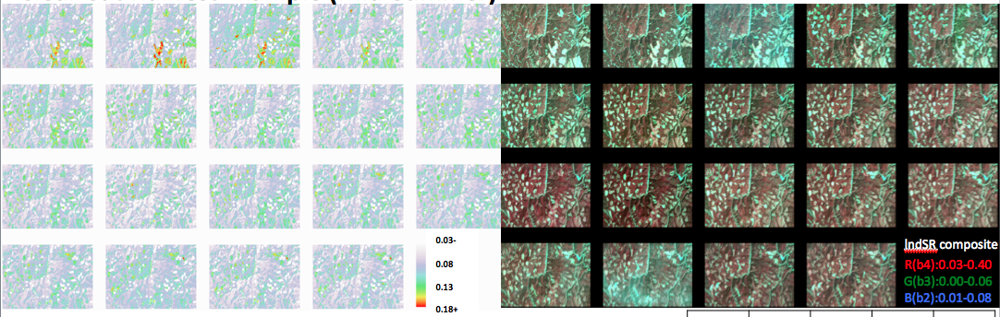 0.03-
0.08
0.13
0.18+
lndSR composite
R(b4):0.03-0.40
G(b3):0.00-0.06
B(b2):0.01-0.08